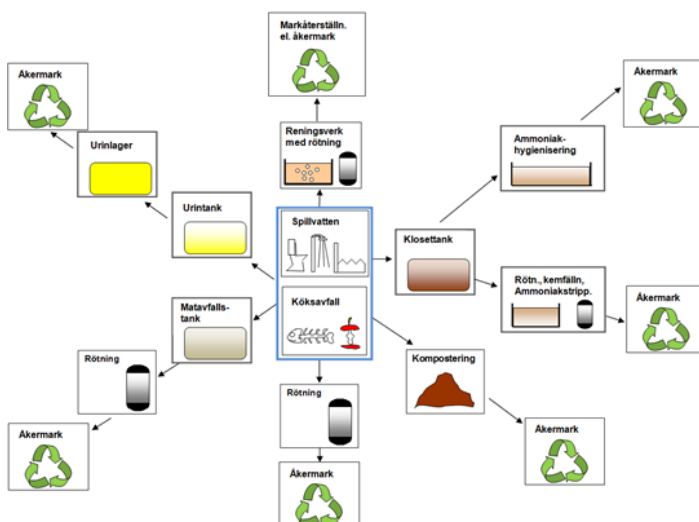 Markåterställn.
el. åkermark
Åkermark
Åkermark
Reningsverk
med rötning
Ammoniak-
hygienisering
Urinlager
Urintank
Spillvatten
Klosettank
Rötn., kemfälln,
Ammoniakstripp.
Köksavfall
Matavfalls-
tank
Åkermark
Rötning
Kompostering
Rötning
Åkermark
Åkermark
Åkermark